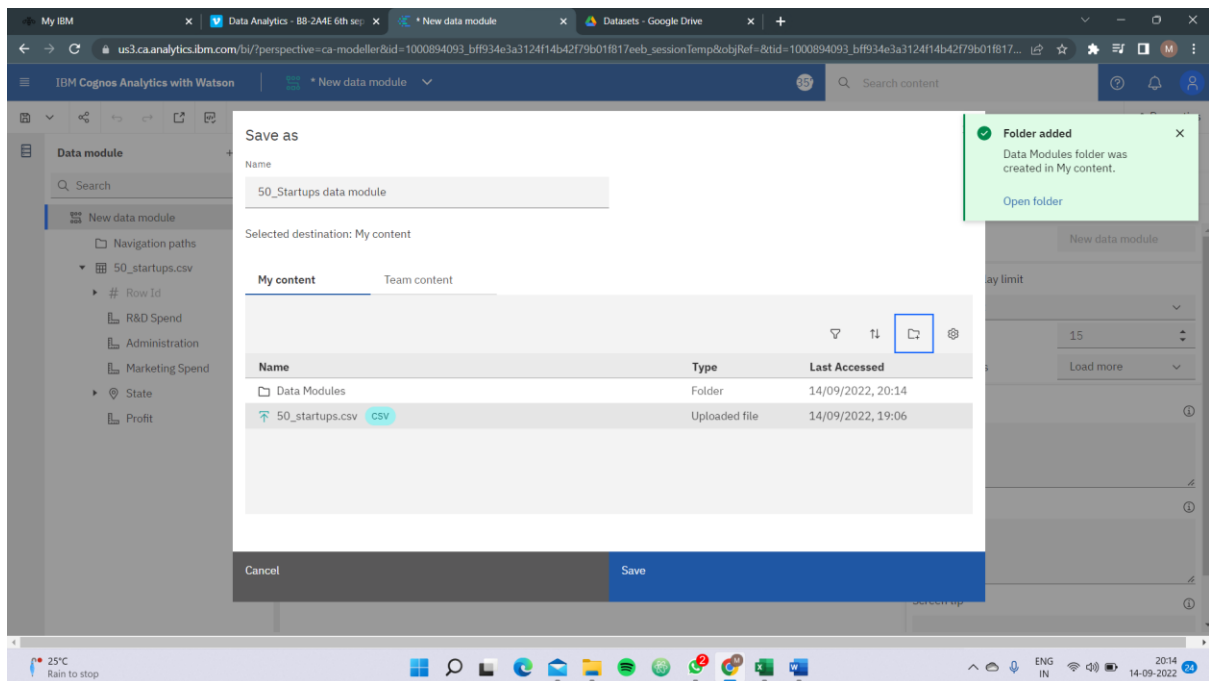 My IBM
Data Analytics - B8-2A4E 6th sep
* New data module
Datasets - Google Drive
us3.ca.analytics.ibm.com/bi/?perspective=ca-modeller&id=1000894093_bff934e3a3124f14b42f79b01f817eeb_sessionTemp&objRef=&tid=1000894093_bff934e3a3124f14b42f79b01f817...
M
IBM Cognos Analytics with Watson
* New data module
35
Search content
Data module
Search
New data module
Navigation paths
50_startups.csv
# Row Id
R&D Spend
Administration
Marketing Spend
State
Profit
Save as
Name
50_Startups data module
Selected destination: My content
My content
Team content
Name Type Last Accessed
Data Modules Folder 14/09/2022, 20:14
50_startups.csv CSV Uploaded file 14/09/2022, 19:06
Cancel
Save
Folder added
Data Modules folder was
created in My content.
Open folder
New data module
ay limit
15
Load more
25°C
Rain to stop
2
ENG
IN
20:14
14-09-2022
24